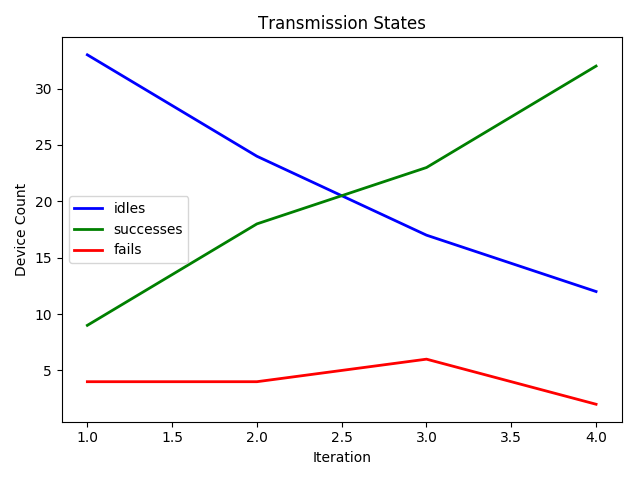 Transmission States
Device Count
30
25
20
15
10
5
idles
successes
fails
1.0 1.5 2.0 2.5 3.0 3.5 4.0
Iteration